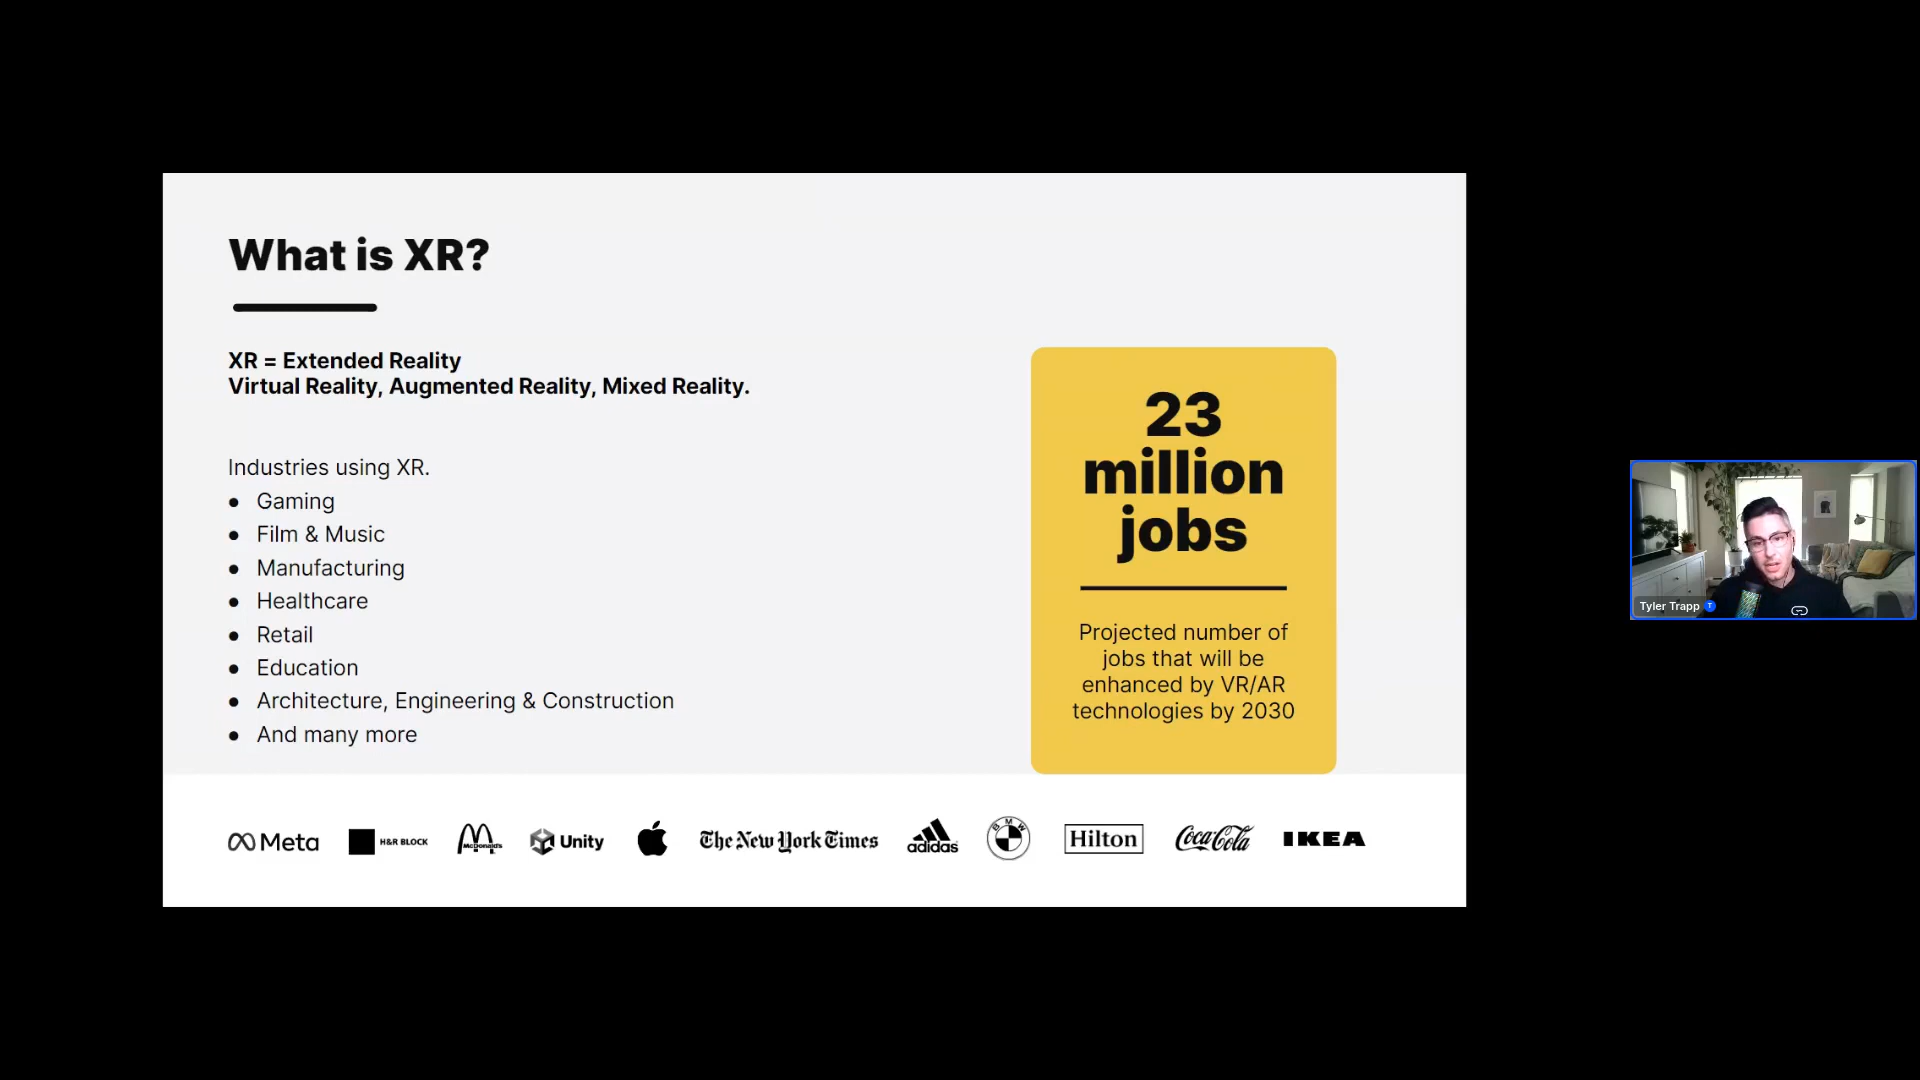 What is XR?
XR = Extended Reality
Virtual Reality, Augmented Reality, Mixed Reality.
Industries using XR.
● Gaming
● Film & Music
● Manufacturing
● Healthcare
● Retail
● Education
● Architecture, Engineering & Construction
● And many more
23
million
jobs
Projected number of
jobs that will be
enhanced by VR/AR
technologies by 2030
Meta H&R BLOCK McDonald's Unity The New York Times adidas BMW Hilton Coca-Cola IKEA
Tyler Trapp T